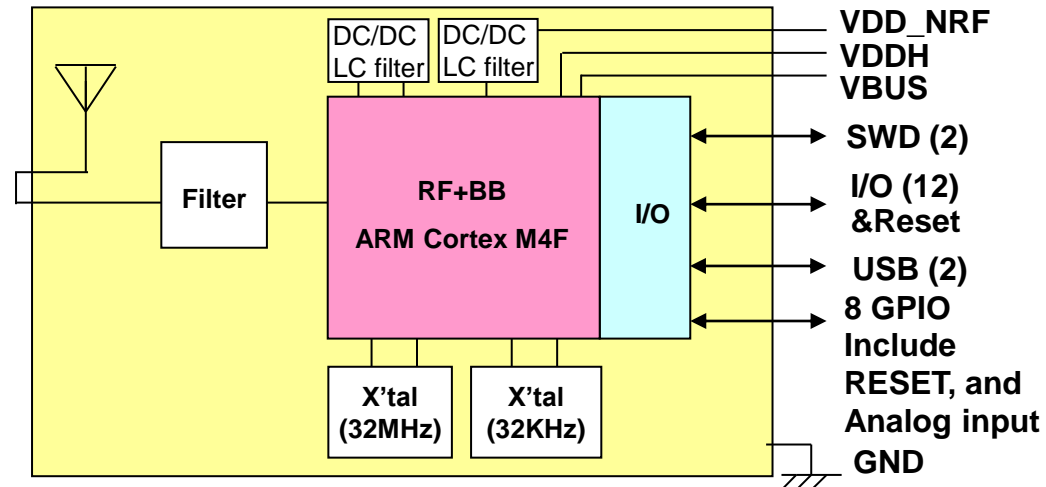 DC/DC
LC filter
DC/DC
LC filter
VDD_NRF
VDDH
VBUS
Filter
RF+BB
ARM Cortex M4F
I/O
SWD (2)
I/O (12)
&Reset
USB (2)
8 GPIO
Include
RESET, and
Analog input
GND
X’tal
(32MHz)
X’tal
(32KHz)